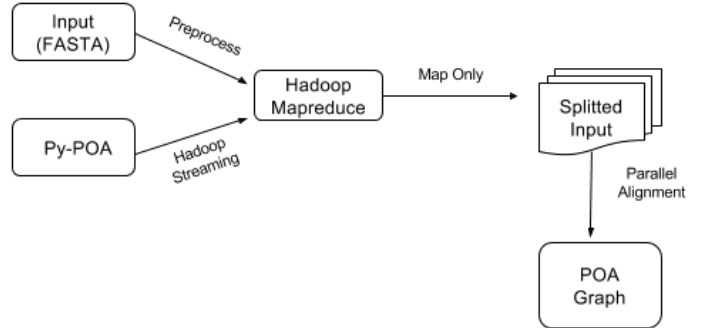 Input
(FASTA)
Preprocess
Py-POA
Hadoop
Streaming
Hadoop
Mapreduce
Map Only
Splitted
Input
Parallel
Alignment
POA
Graph